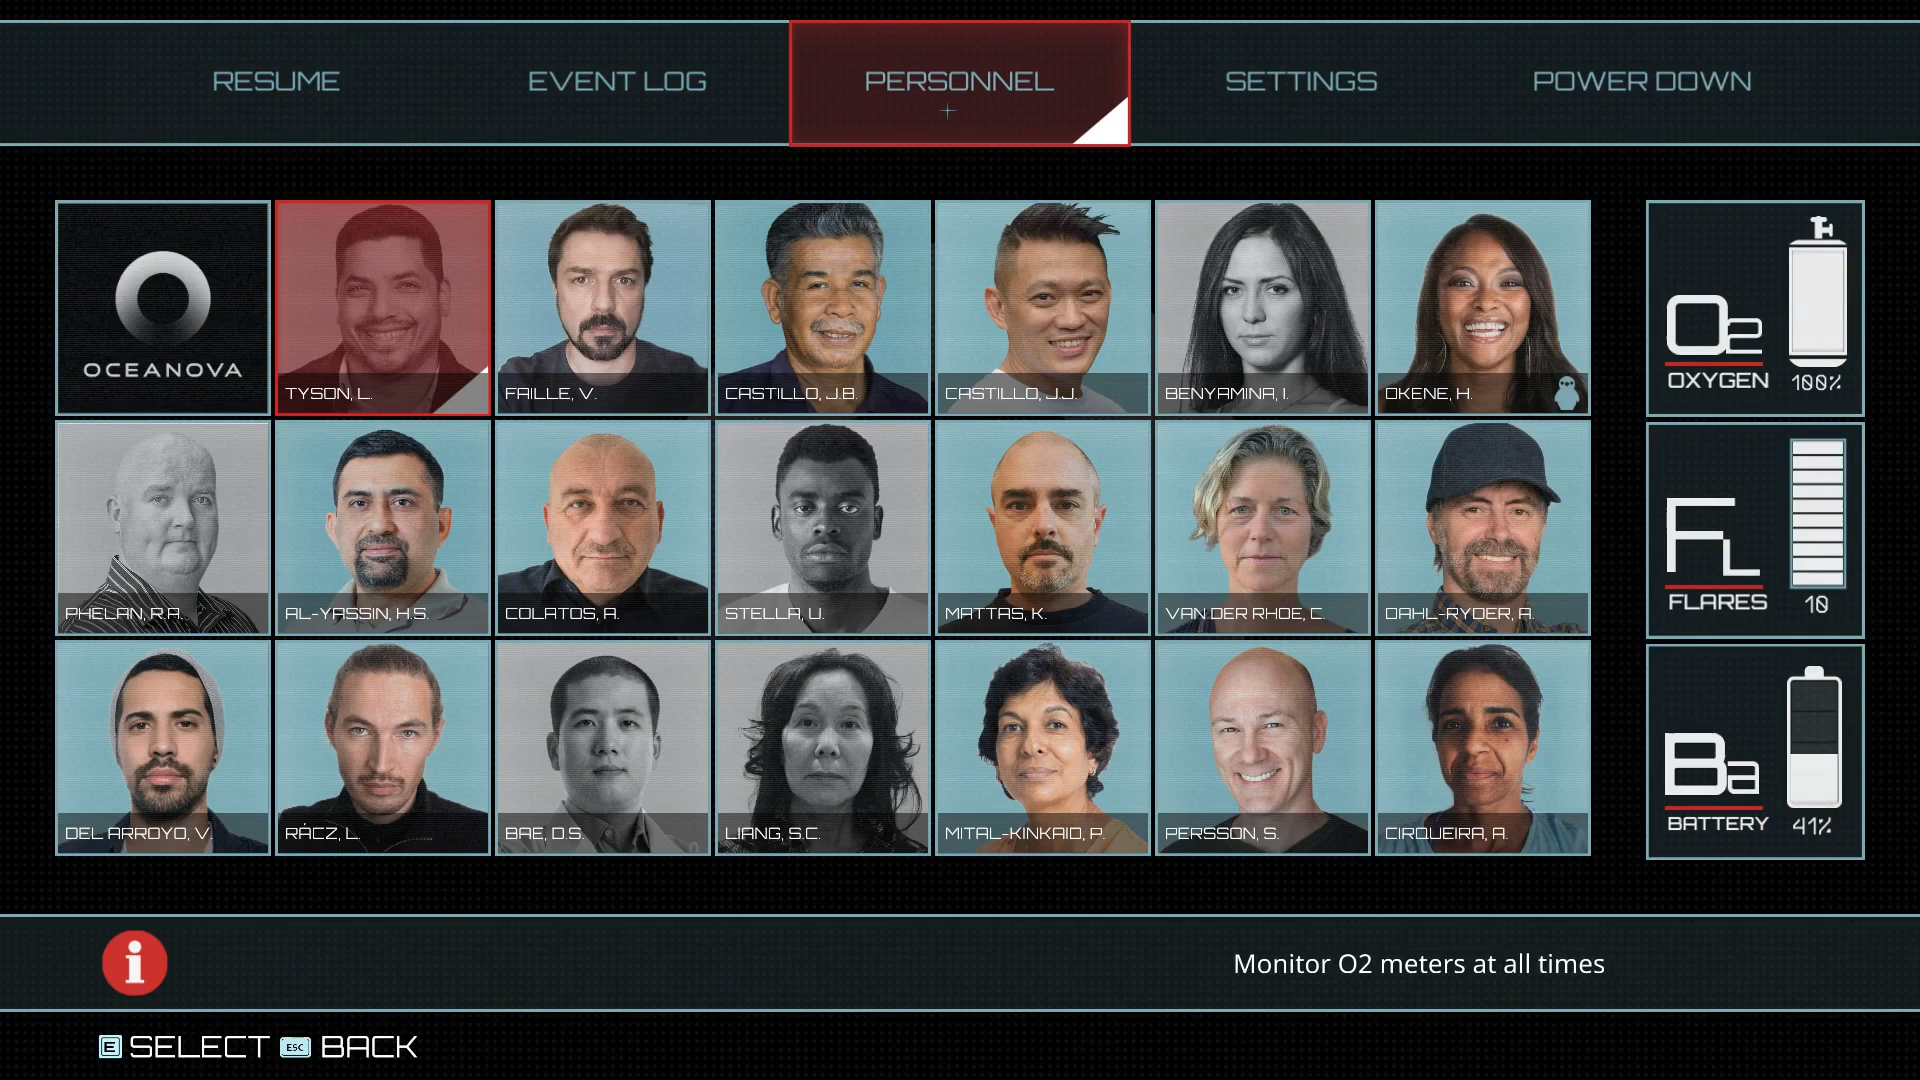 RESUME
EVENT LOG
PERSONNEL
SETTINGS
POWER DOWN
OCEANOVA
TYSON, L.
FAILLE, V.
CASTILLO, J.B.
CASTILLO, J.J.
BENYAMINA, I.
OKENE, H.
O2
OXYGEN
100%
PHELAN, R.A.
AL-YASSIN, H.S.
COLATOS, A.
STELLA, U.
MATTAS, K.
VAN DER RHOE, C.
DAHL-RYDER, A.
FL
FLARES
10
DEL ARROYO, V.
RÁCZ, L.
BAE, D.S.
LIANG, S.C.
MITAL-KINKAID, P.
PERSSON, S.
CIRQUEIRA, A.
Ba
BATTERY
41%
i
Monitor O2 meters at all times
E SELECT ESC BACK